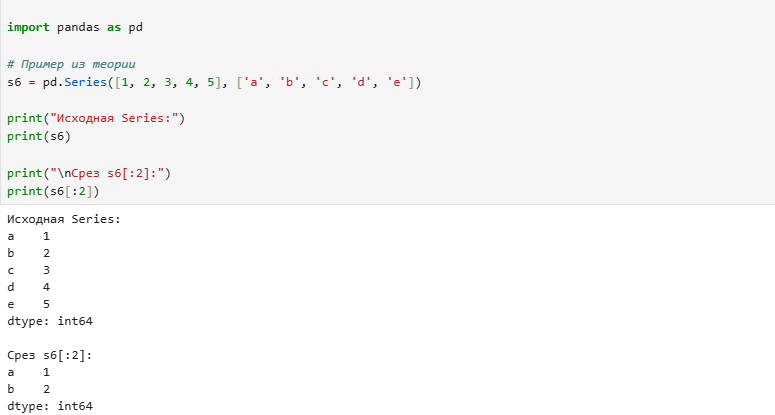 import pandas as pd
# Пример из теории
s6 = pd.Series([1, 2, 3, 4, 5], ['a', 'b', 'c', 'd', 'e'])
print("Исходная Series:")
print(s6)
print("\nСрез s6[:2]:")
print(s6[:2])
Исходная Series:
a    1
b    2
c    3
d    4
e    5
dtype: int64
Срез s6[:2]:
a    1
b    2
dtype: int64